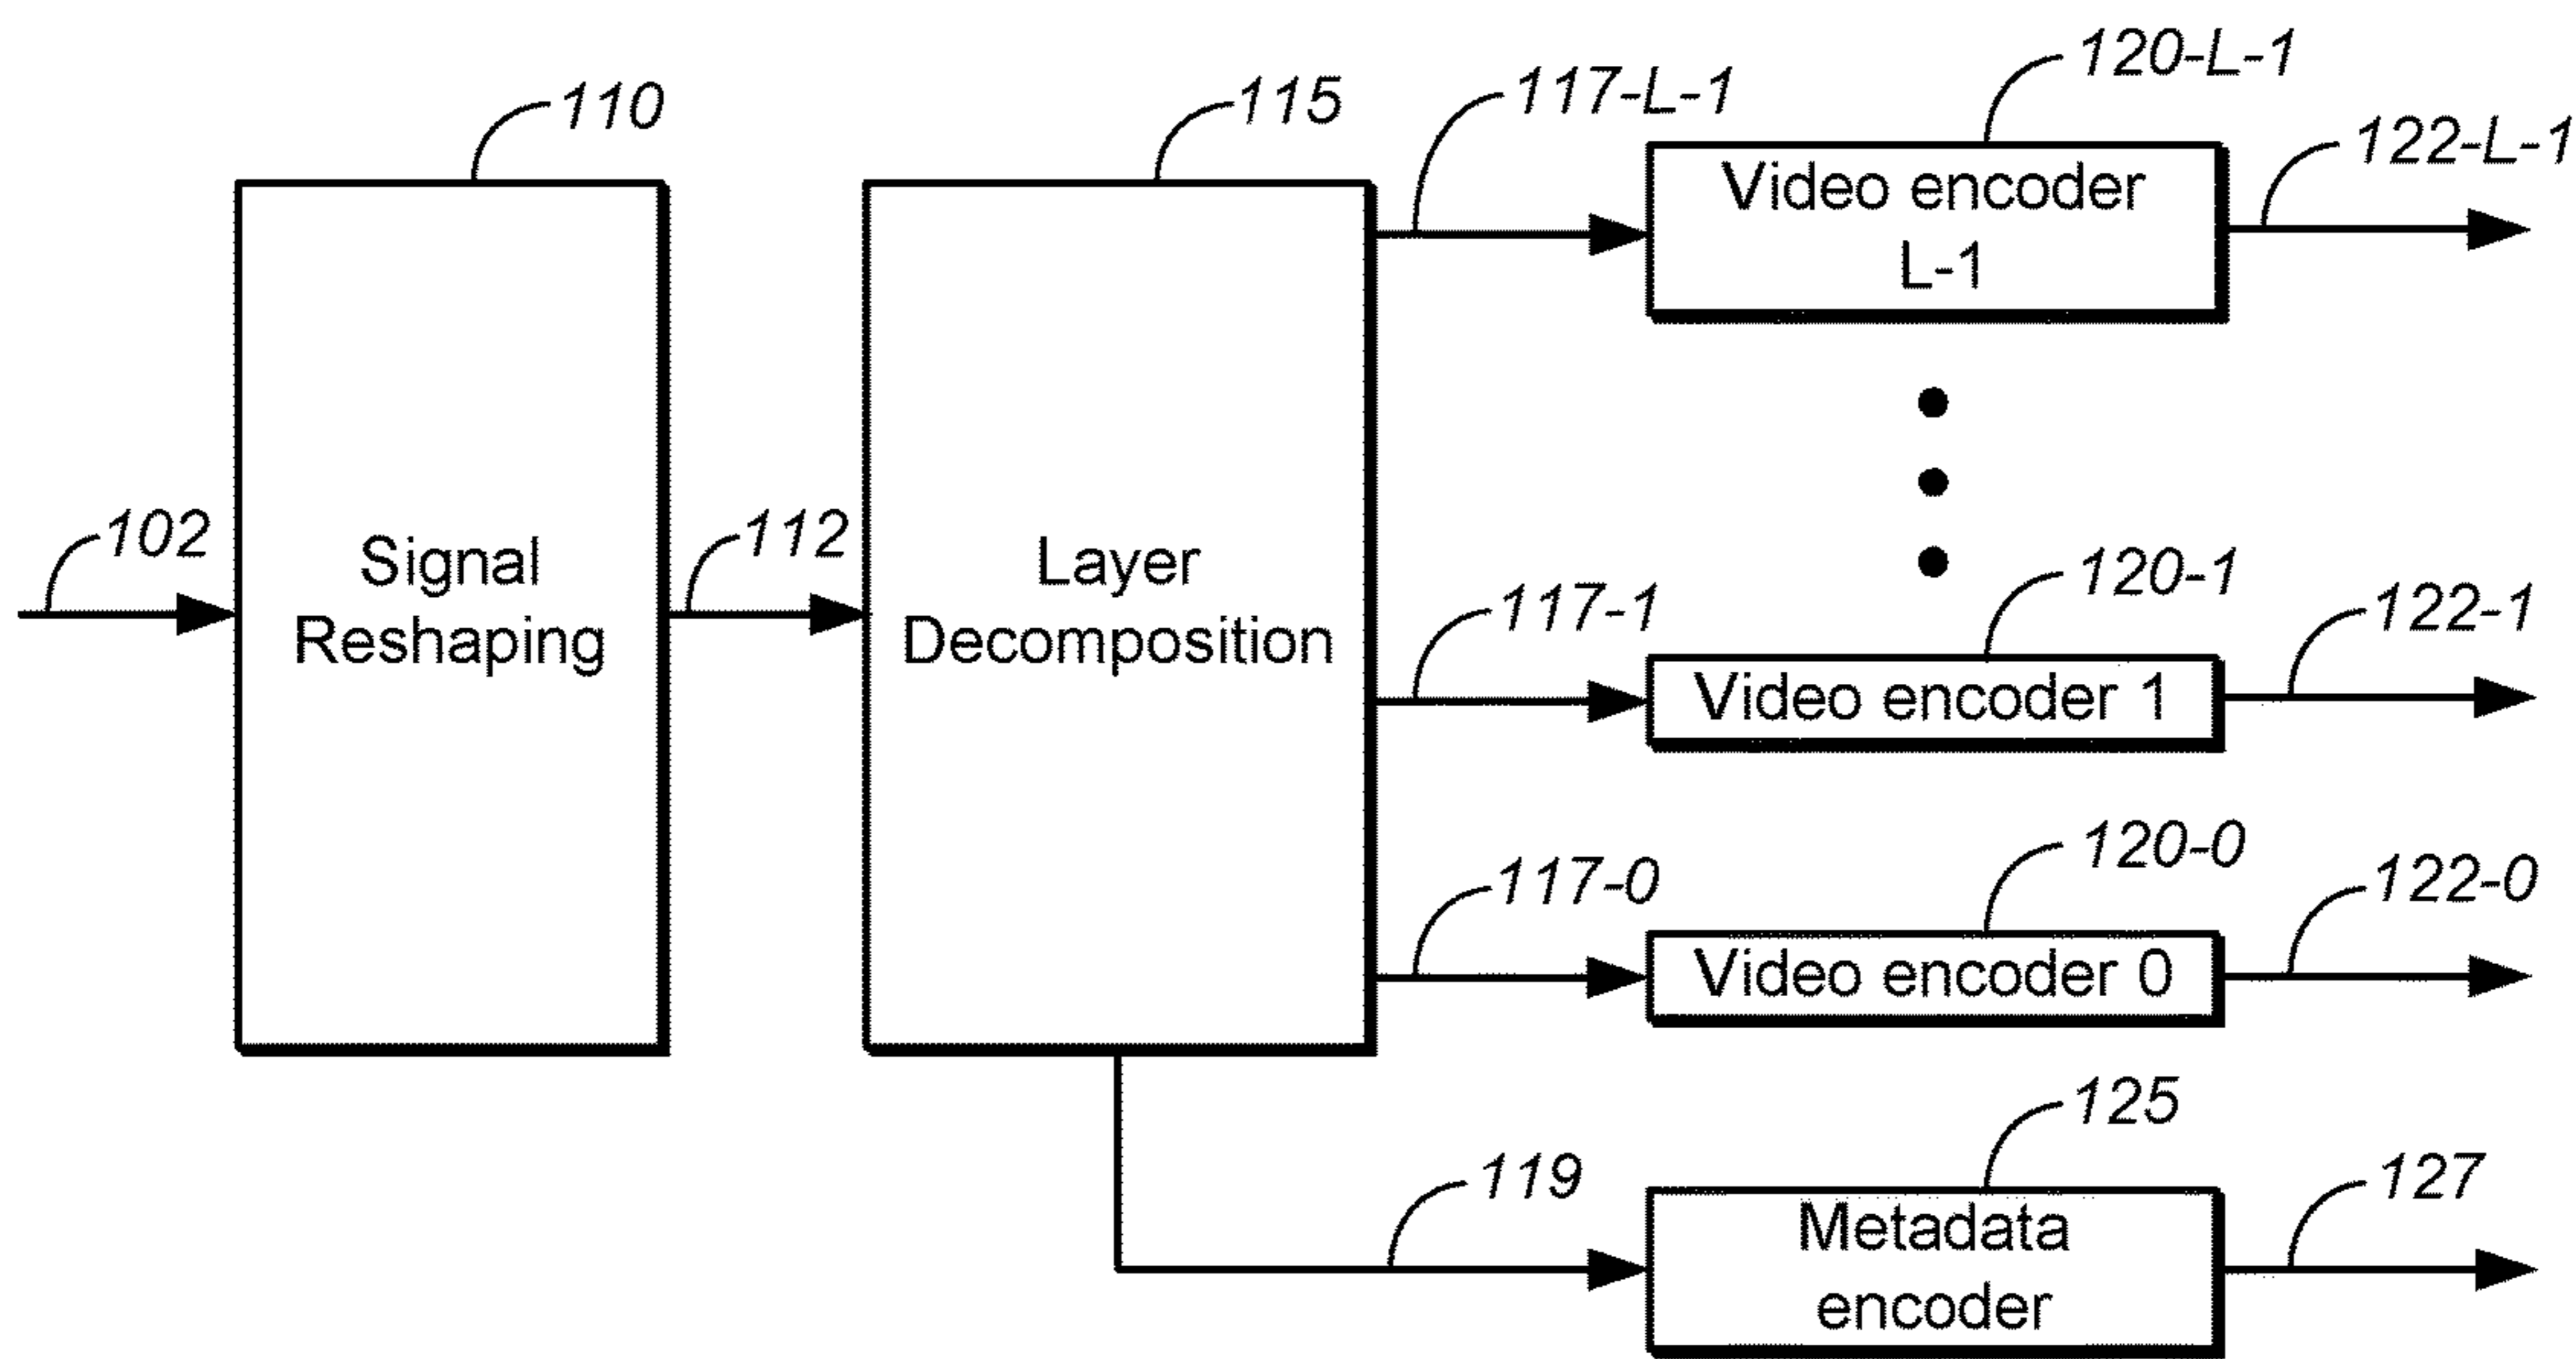 110
115
117-L-1
120-L-1
122-L-1
Video encoder
L-1
102
Signal
Reshaping
112
Layer
Decomposition
117-1
120-1
122-1
Video encoder 1
117-0
120-0
122-0
Video encoder 0
119
125
127
Metadata
encoder